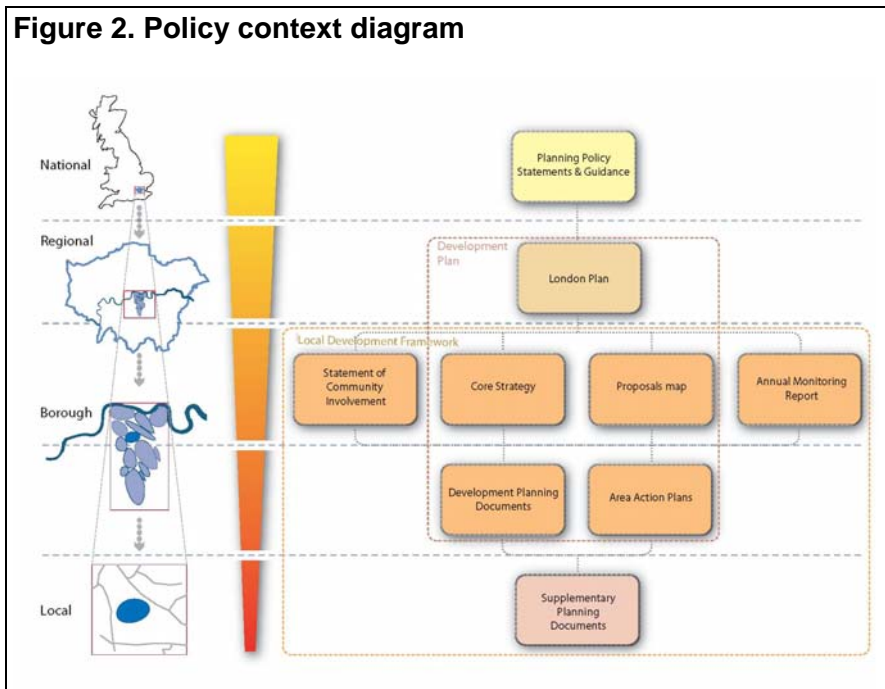 Figure 2. Policy context diagram
National
Planning Policy
Statements & Guidance
Regional
Development
Plan
London Plan
Local Development Framework
Statement of
Community
Involvement
Core Strategy
Proposals map
Annual Monitoring
Report
Borough
Development Planning
Documents
Area Action Plans
Local
Supplementary
Planning
Documents